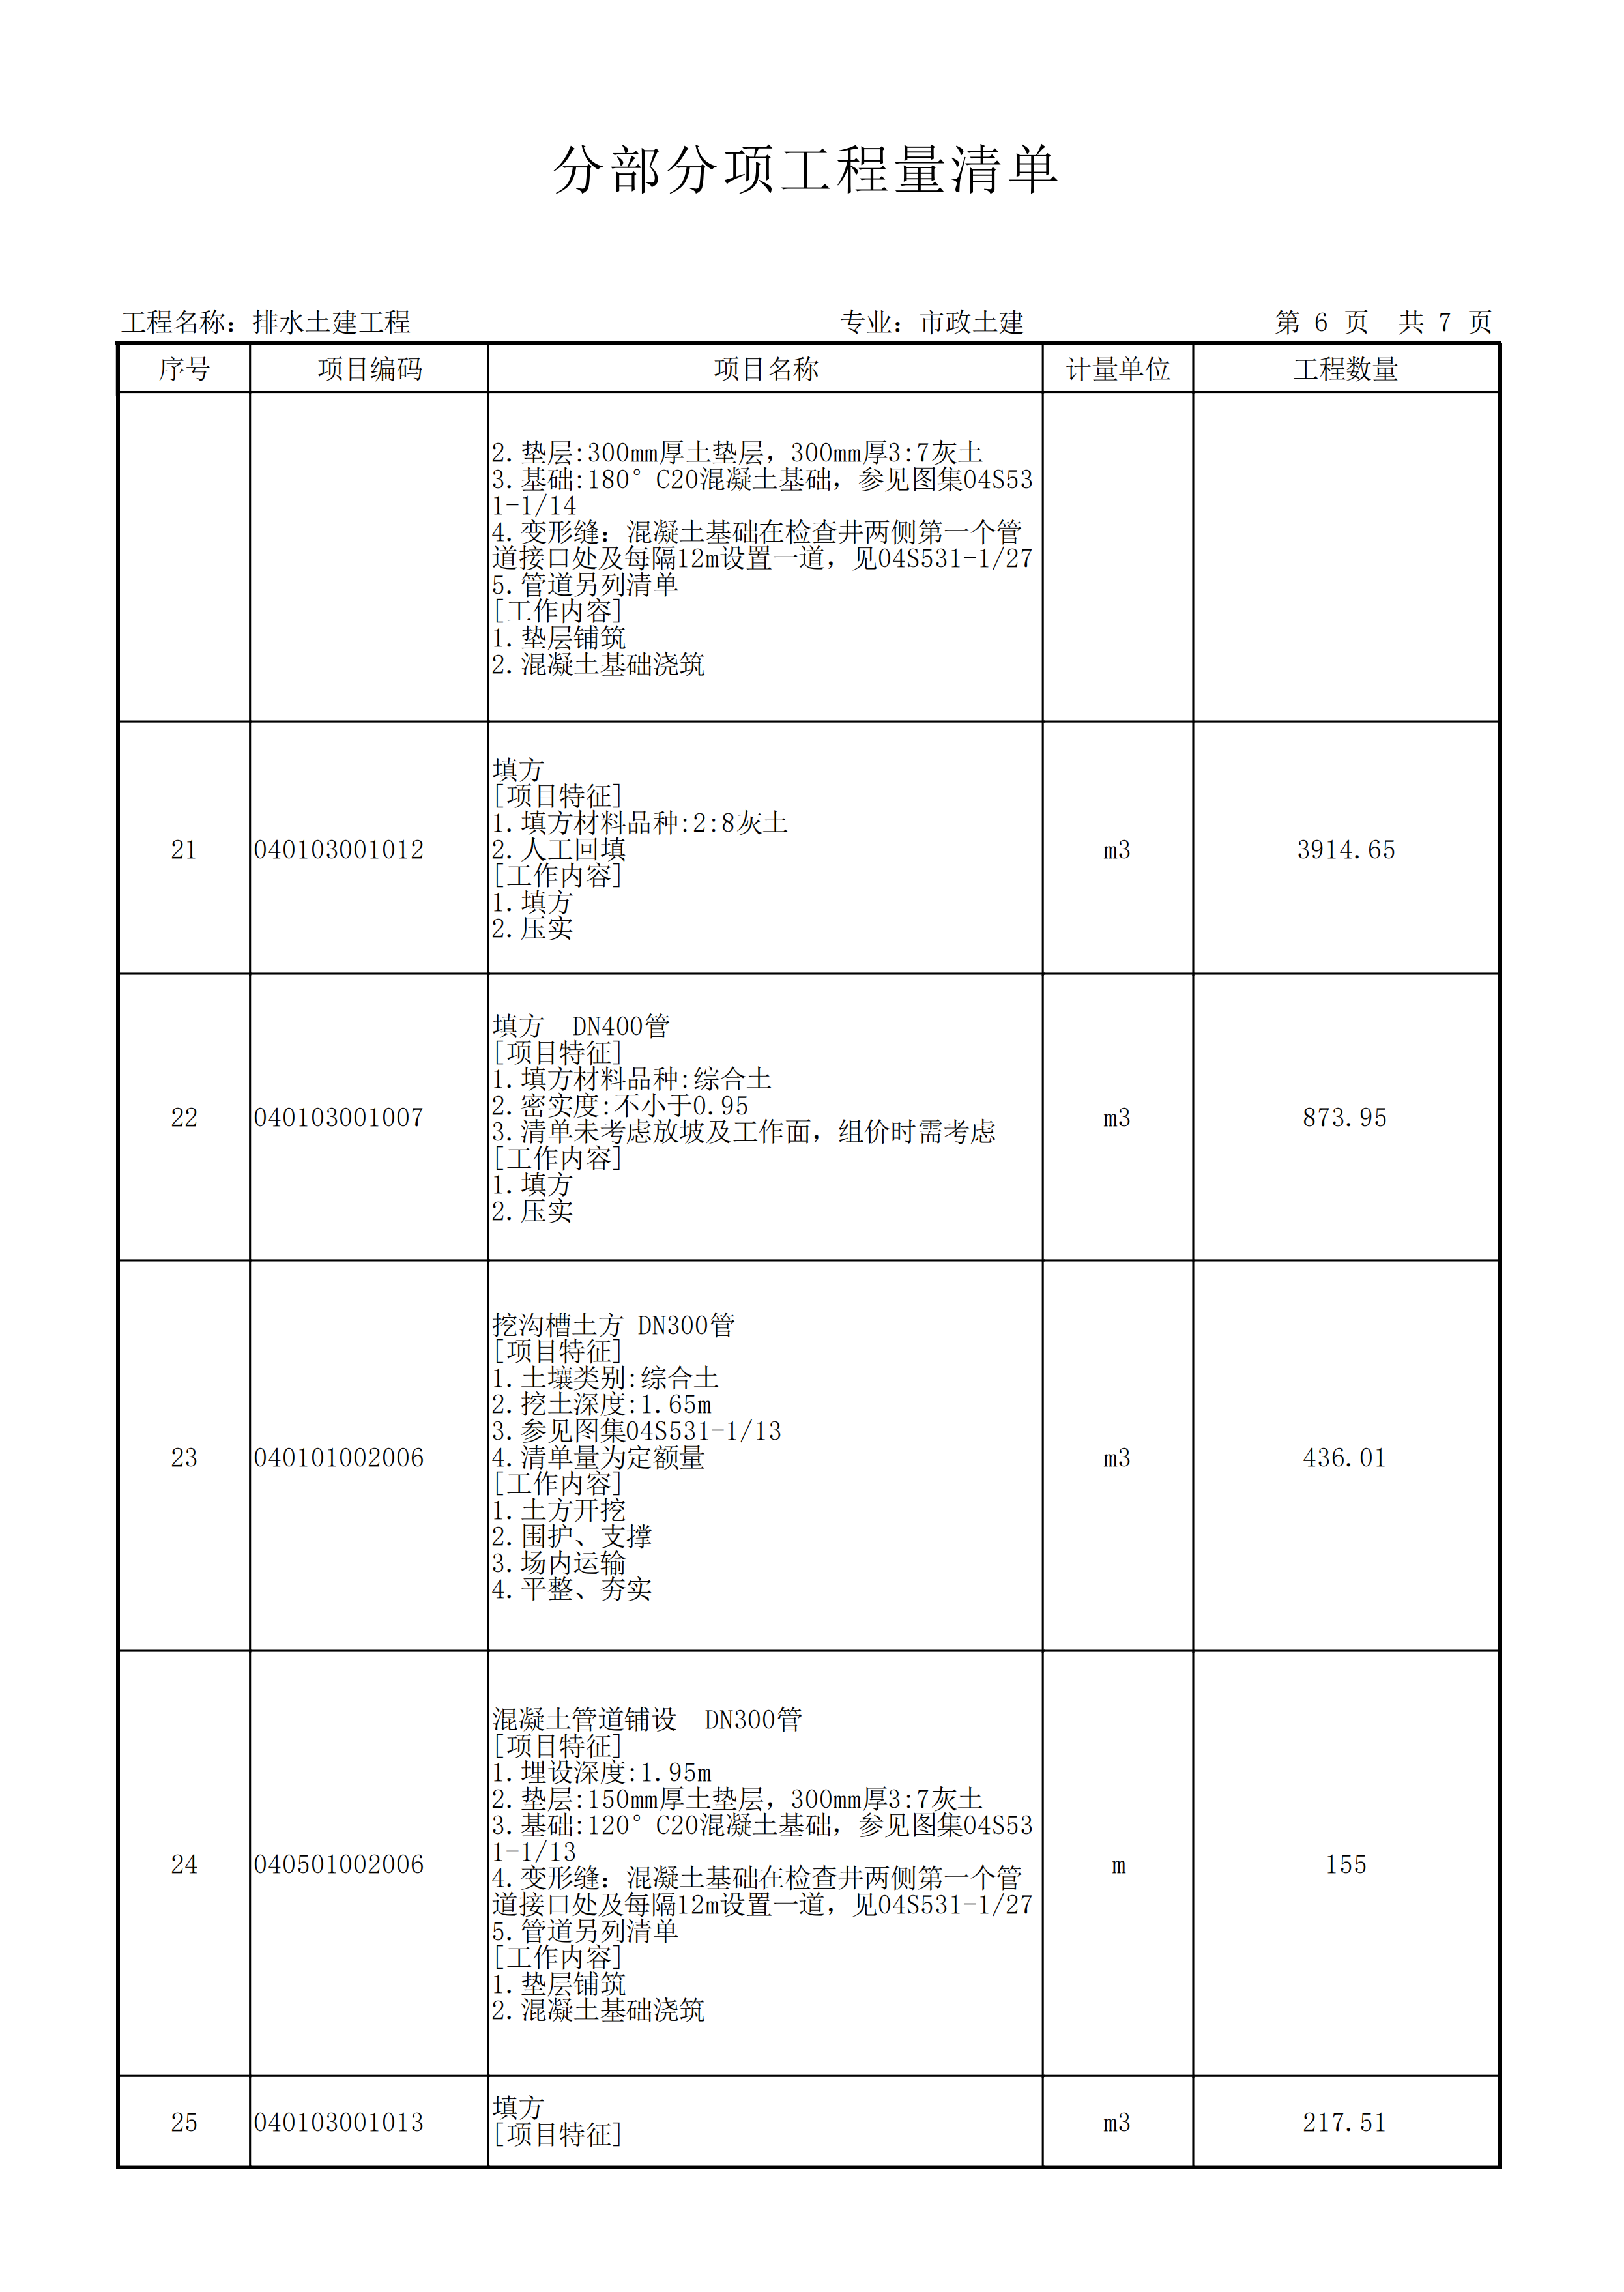 分部分项工程量清单
工程名称：排水土建工程 专业：市政土建 第 6 页 共 7 页
序号 项目编码 项目名称 计量单位 工程数量
2.垫层:300mm厚土垫层，300mm厚3:7灰土
3.基础:180°C20混凝土基础，参见图集04S53
1-1/14
4.变形缝：混凝土基础在检查井两侧第一个管
道接口处及每隔12m设置一道，见04S531-1/27
5.管道另列清单
[工作内容]
1.垫层铺筑
2.混凝土基础浇筑
填方
[项目特征]
1.填方材料品种:2:8灰土
21 040103001012 2.人工回填 m3 3914.65
[工作内容]
1.填方
2.压实
填方 DN400管
[项目特征]
1.填方材料品种:综合土
2.密实度:不小于0.95
22 040103001007 3.清单未考虑放坡及工作面，组价时需考虑 m3 873.95
[工作内容]
1.填方
2.压实
挖沟槽土方 DN300管
[项目特征]
1.土壤类别:综合土
2.挖土深度:1.65m
3.参见图集04S531-1/13
23 040101002006 4.清单量为定额量 m3 436.01
[工作内容]
1.土方开挖
2.围护、支撑
3.场内运输
4.平整、夯实
混凝土管道铺设 DN300管
[项目特征]
1.埋设深度:1.95m
2.垫层:150mm厚土垫层，300mm厚3:7灰土
3.基础:120°C20混凝土基础，参见图集04S53
1-1/13
24 040501002006 4.变形缝：混凝土基础在检查井两侧第一个管 m 155
道接口处及每隔12m设置一道，见04S531-1/27
5.管道另列清单
[工作内容]
1.垫层铺筑
2.混凝土基础浇筑
25 040103001013 填方 m3 217.51
[项目特征]